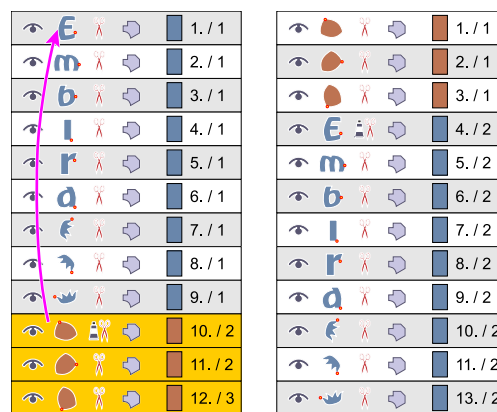 E 1. / 1
m 2. / 1
b 3. / 1
l 4. / 1
r 5. / 1
a 6. / 1
7. / 1
8. / 1
9. / 1
10. / 2
11. / 2
12. / 3
1. / 1
2. / 1
3. / 1
E 4. / 2
m 5. / 2
b 6. / 2
l 7. / 2
r 8. / 2
a 9. / 2
10. / 2
11. / 2
13. / 2